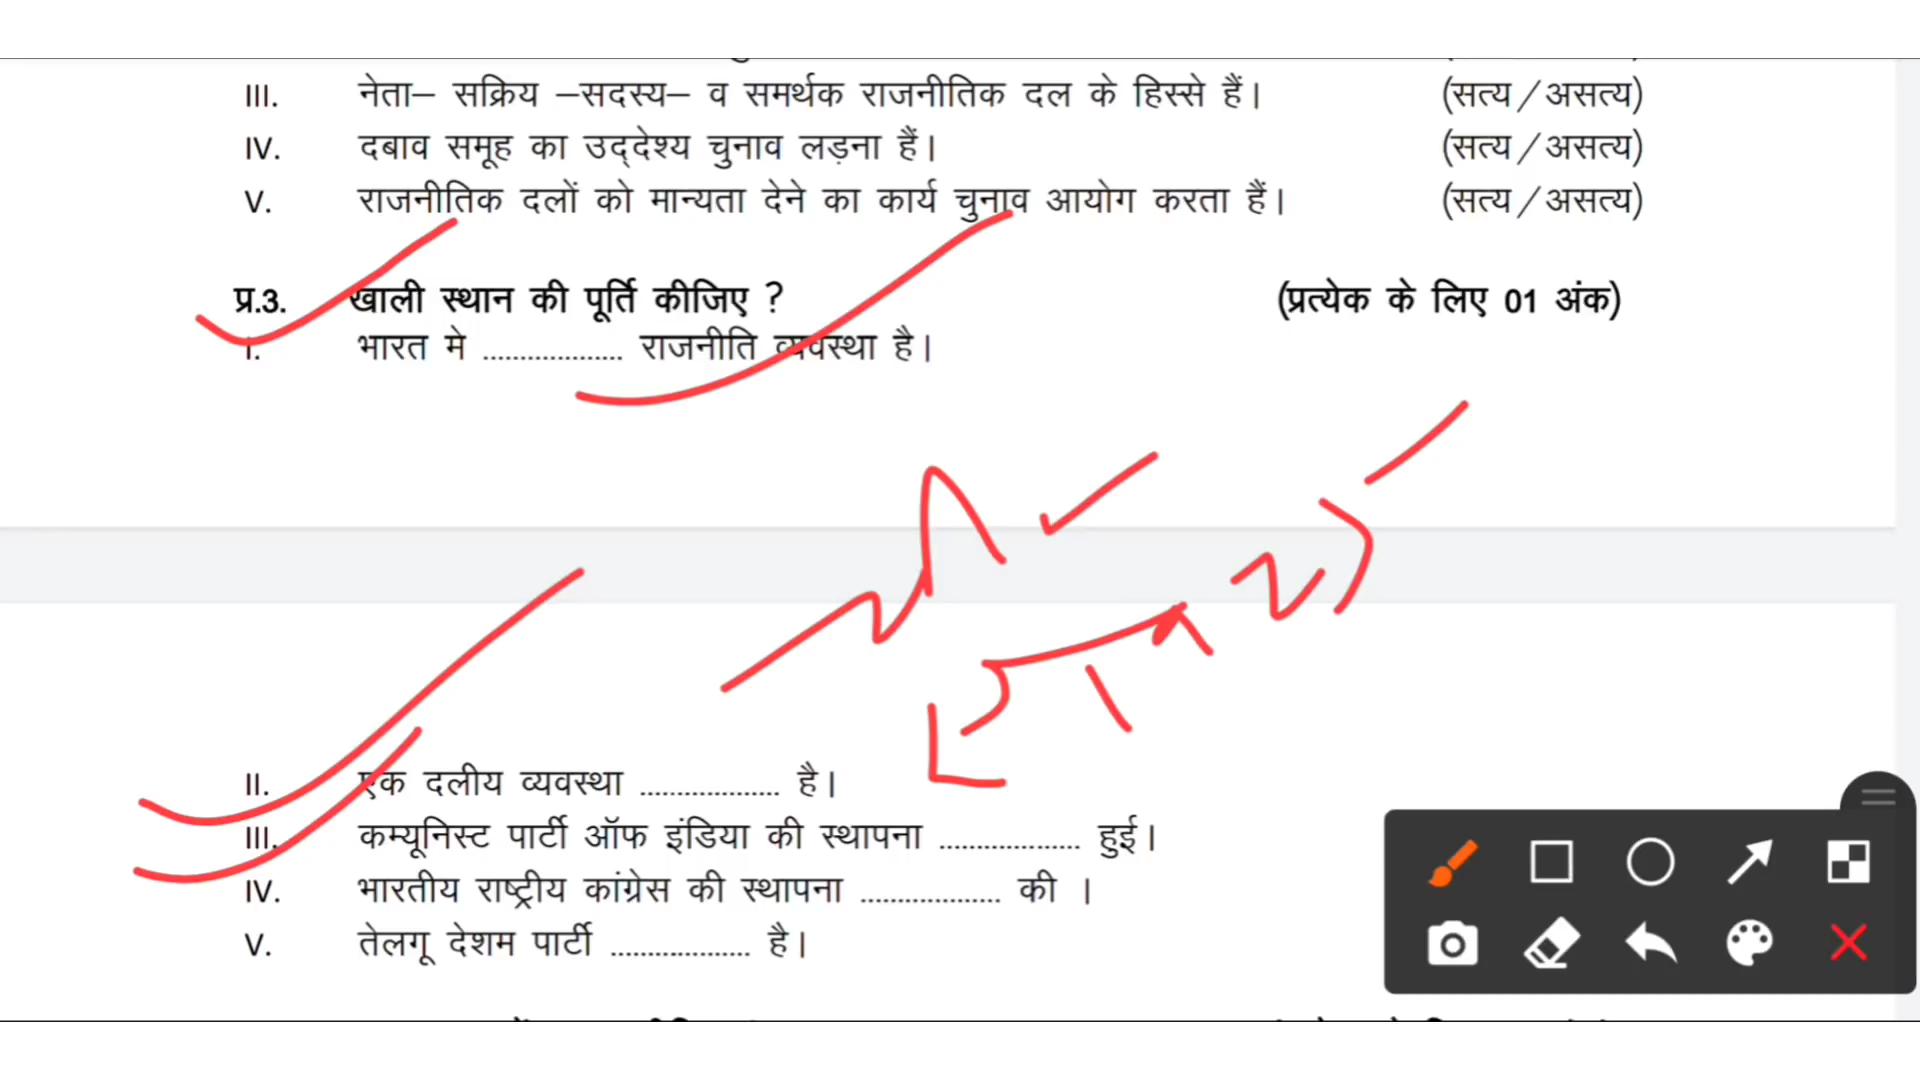 III. नेता– सक्रिय –सदस्य– व समर्थक राजनीतिक दल के हिस्से हैं। (सत्य/असत्य)
IV. दबाव समूह का उद्देश्य चुनाव लड़ना हैं। (सत्य/असत्य)
V. राजनीतिक दलों को मान्यता देने का कार्य चुनाव आयोग करता हैं। (सत्य/असत्य)
प्र.3. खाली स्थान की पूर्ति कीजिए ? (प्रत्येक के लिए 01 अंक)
I. भारत मे ................... राजनीति व्यवस्था है।
II. एक दलीय व्यवस्था ................... है।
III. कम्यूनिस्ट पार्टी ऑफ इंडिया की स्थापना ................... हुई।
IV. भारतीय राष्ट्रीय कांग्रेस की स्थापना ................... की ।
V. तेलगू देशम पार्टी ................... है।